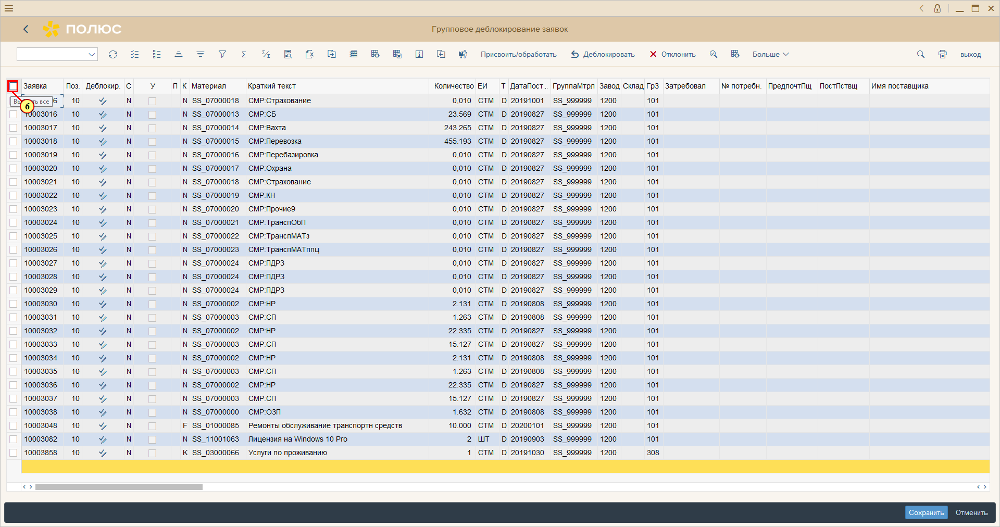 ПОЛЮС
Групповое деблокирование заявок
Присвоить/обработать Деблокировать Отклонить Больше выход
Заявка Поз. Деблокир. С У П К Материал Краткий текст Количество ЕИ Т ДатаПост... ГруппаМтрл Завод Склад ГрЗ Затребовал № потребн. ПредпочтПщ ПостПствщ Имя поставщика
6 10 N N SS_07000018 СМР:Страхование 0,010 СТМ D 20191001 SS_999999 1200 101
все
6
10003016 10 N N SS_07000013 СМР:СБ 23.569 СТМ D 20190827 SS_999999 1200 101
10003017 10 N N SS_07000014 СМР:Вахта 243.265 СТМ D 20190827 SS_999999 1200 101
10003018 10 N N SS_07000015 СМР:Перевозка 455.193 СТМ D 20190827 SS_999999 1200 101
10003019 10 N N SS_07000016 СМР:Перебазировка 0,010 СТМ D 20190827 SS_999999 1200 101
10003020 10 N N SS_07000017 СМР:Охрана 0,010 СТМ D 20190827 SS_999999 1200 101
10003021 10 N N SS_07000018 СМР:Страхование 0,010 СТМ D 20190827 SS_999999 1200 101
10003022 10 N N SS_07000019 СМР:КН 0,010 СТМ D 20190827 SS_999999 1200 101
10003023 10 N N SS_07000020 СМР:Прочие9 0,010 СТМ D 20190827 SS_999999 1200 101
10003024 10 N N SS_07000021 СМР:ТранспОбП 0,010 СТМ D 20190827 SS_999999 1200 101
10003025 10 N N SS_07000022 СМР:ТранспМАТз 0,010 СТМ D 20190827 SS_999999 1200 101
10003026 10 N N SS_07000023 СМР:ТранспМАТппц 0,010 СТМ D 20190827 SS_999999 1200 101
10003027 10 N N SS_07000024 СМР:ПДРЗ 0,010 СТМ D 20190827 SS_999999 1200 101
10003028 10 N N SS_07000024 СМР:ПДРЗ 0,010 СТМ D 20190827 SS_999999 1200 101
10003029 10 N N SS_07000024 СМР:ПДРЗ 0,010 СТМ D 20190827 SS_999999 1200 101
10003030 10 N N SS_07000002 СМР:НР 2.131 СТМ D 20190808 SS_999999 1200 101
10003031 10 N N SS_07000003 СМР:СП 1.263 СТМ D 20190808 SS_999999 1200 101
10003032 10 N N SS_07000002 СМР:НР 22.335 СТМ D 20190827 SS_999999 1200 101
10003033 10 N N SS_07000003 СМР:СП 15.127 СТМ D 20190827 SS_999999 1200 101
10003034 10 N N SS_07000002 СМР:НР 2.131 СТМ D 20190808 SS_999999 1200 101
10003035 10 N N SS_07000003 СМР:СП 1.263 СТМ D 20190808 SS_999999 1200 101
10003036 10 N N SS_07000002 СМР:НР 22.335 СТМ D 20190827 SS_999999 1200 101
10003037 10 N N SS_07000003 СМР:СП 15.127 СТМ D 20190827 SS_999999 1200 101
10003038 10 N N SS_07000000 СМР:ОЗП 1.632 СТМ D 20190808 SS_999999 1200 101
10003048 10 N F SS_01000085 Ремонты обслуживание транспортн средств 10.000 СТМ D 20200101 SS_999999 1200 101
10003082 10 N N SS_11001063 Лицензия на Windows 10 Pro 2 ШТ D 20190903 SS_999999 1200 101
10003858 10 N K SS_03000066 Услуги по проживанию 1 СТМ D 20191030 SS_999999 1200 308
Сохранить Отменить